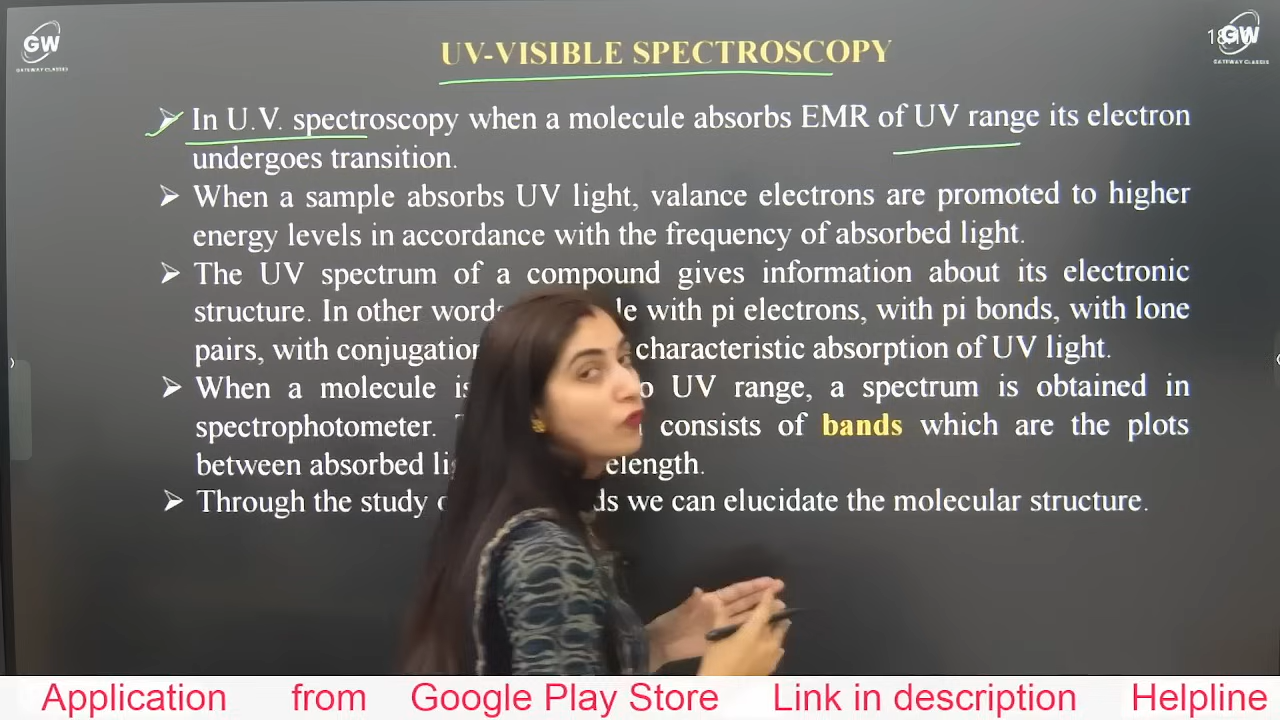 GW
GATEWAY CLASSES
UV-VISIBLE SPECTROSCOPY
GW
GATEWAY CLASSES
In U.V. spectroscopy when a molecule absorbs EMR of UV range its electron
undergoes transition.
When a sample absorbs UV light, valance electrons are promoted to higher
energy levels in accordance with the frequency of absorbed light.
The UV spectrum of a compound gives information about its electronic
structure. In other with pi electrons, with pi bonds, with lone
pairs, with characteristic absorption of UV light.
When a molecule UV range, a spectrum is obtained in
spectrophotometer. consists of bands which are the plots
between absorbed
Through the study we can elucidate the molecular structure.
Application from Google Play Store Link in description Helpline